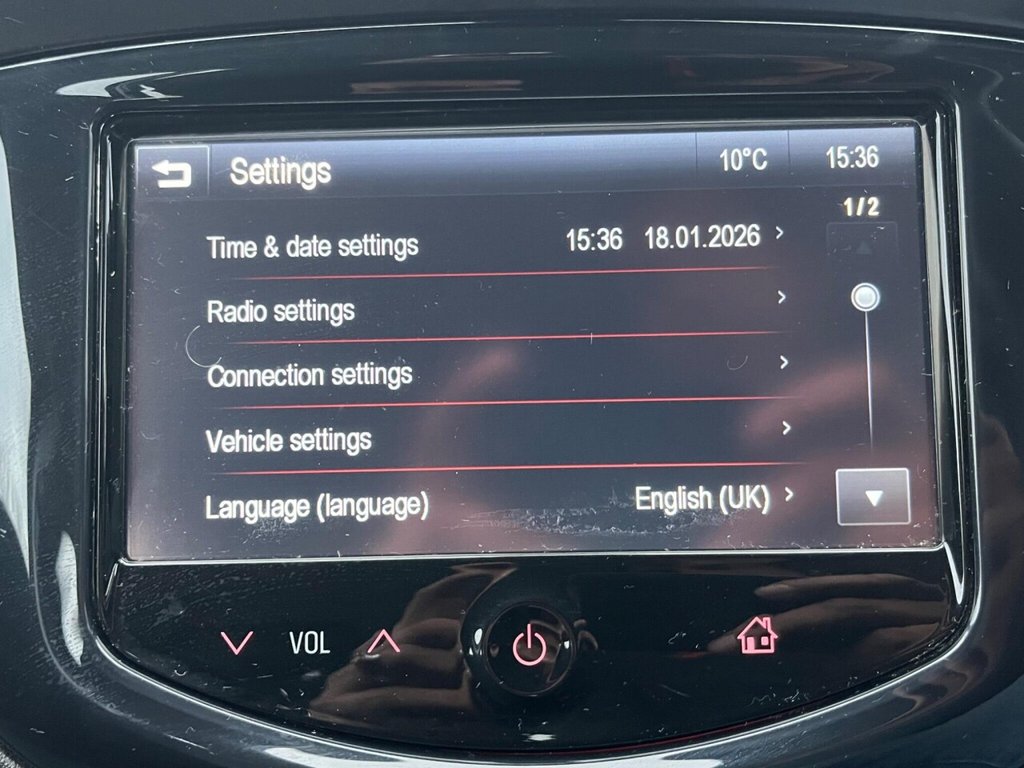 Settings 10°C 15:36
1/2
Time & date settings 15:36 18.01.2026
Radio settings
Connection settings
Vehicle settings
Language (language) English (UK)
VOL